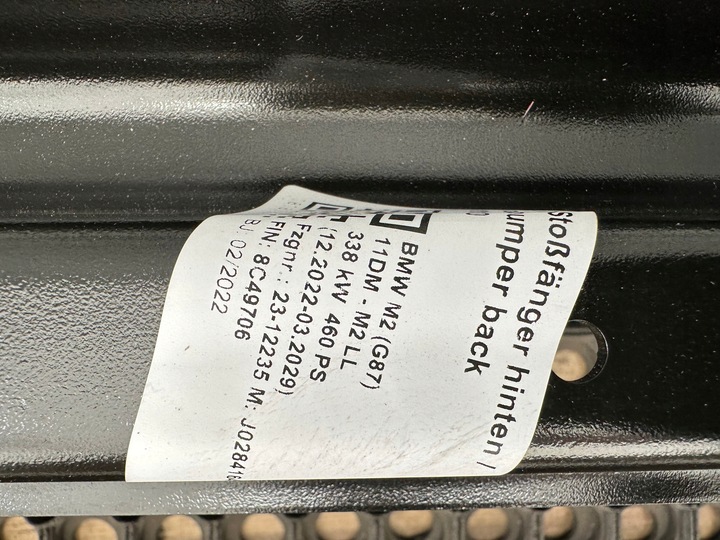 Stoßfänger hinten /
umper back
BMW M2 (G87)
11DM - M2 LL
338 kW 460 PS
(12.2022-03.2029)
Fzgnr.: 23-12235 M: J028416
FIN: 8C49706
BJ 02/2022